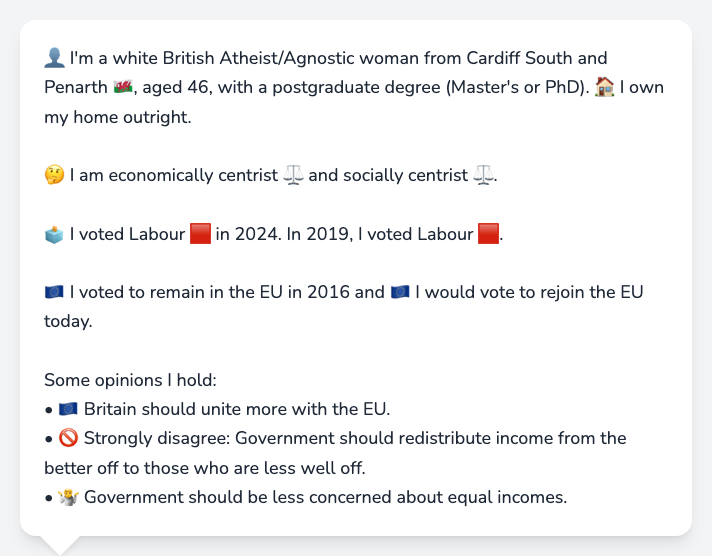 👤 I'm a white British Atheist/Agnostic woman from Cardiff South and
Penarth 🏴󠁧󠁢󠁷󠁬󠁳󠁿, aged 46, with a postgraduate degree (Master's or PhD). 🏠 I own
my home outright.
🤔 I am economically centrist ⚖️ and socially centrist ⚖️.
🗳️ I voted Labour 🟥 in 2024. In 2019, I voted Labour 🟥.
🇪🇺 I voted to remain in the EU in 2016 and 🇪🇺 I would vote to rejoin the EU
today.
Some opinions I hold:
• 🇪🇺 Britain should unite more with the EU.
• 🚫 Strongly disagree: Government should redistribute income from the
better off to those who are less well off.
• 🤷 Government should be less concerned about equal incomes.